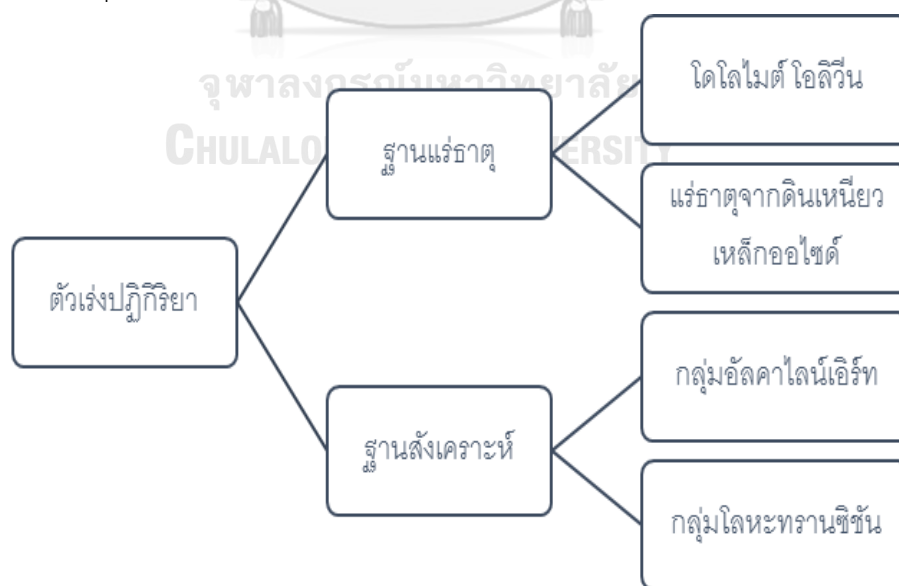 จุฬาลงกรณ์มหาวิทยาลัย
CHULALO ERSITY
ตัวเร่งปฏิกิริยา
ฐานแร่ธาตุ
โดโลไมต์ โอลิวีน
แร่ธาตุจากดินเหนียว
เหล็กออไซด์
ฐานสังเคราะห์
กลุ่มอัลคาไลน์เอิร์ท
กลุ่มโลหะทรานซิชัน